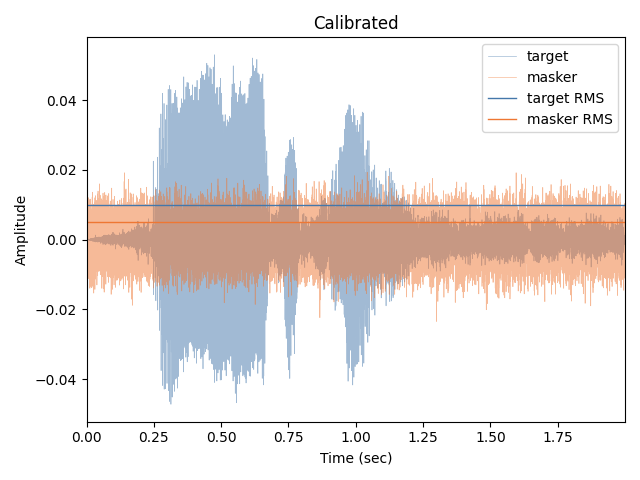 Calibrated
target
masker
target RMS
masker RMS
0.04
0.02
0.00
−0.02
−0.04
Amplitude
0.00 0.25 0.50 0.75 1.00 1.25 1.50 1.75
Time (sec)